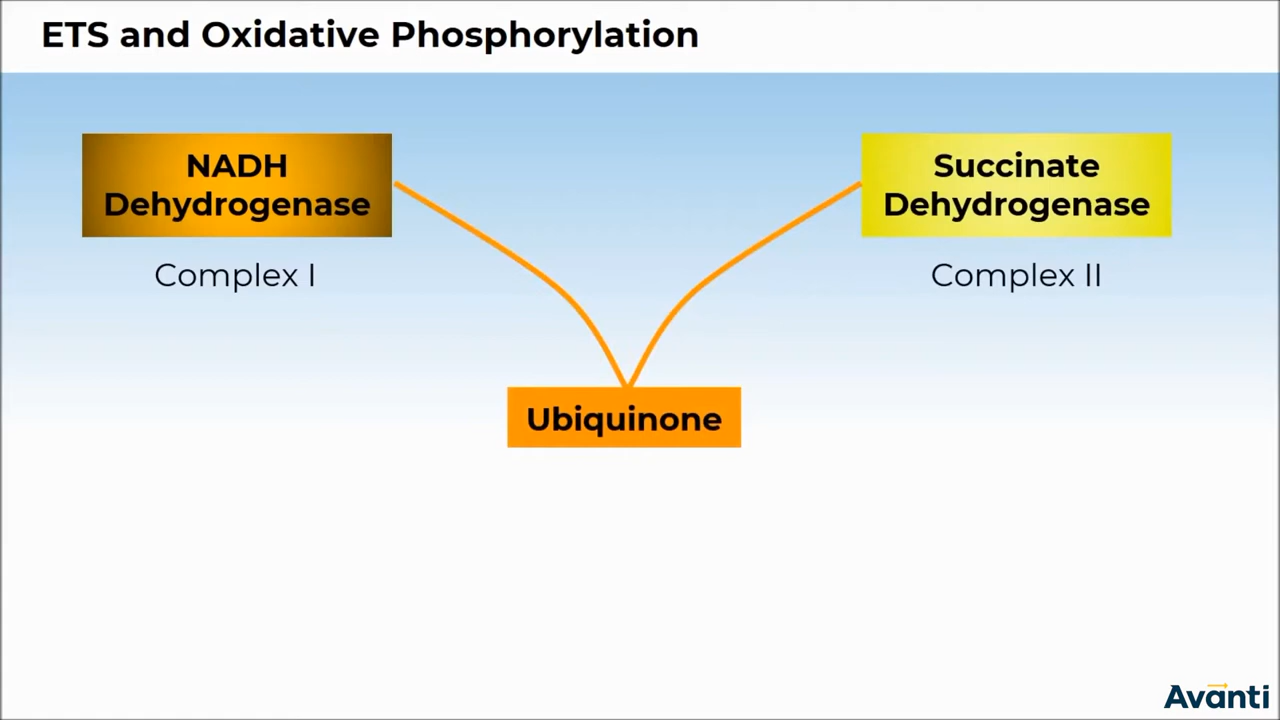 ETS and Oxidative Phosphorylation
NADH
Dehydrogenase
Complex I
Succinate
Dehydrogenase
Complex II
Ubiquinone
Avanti